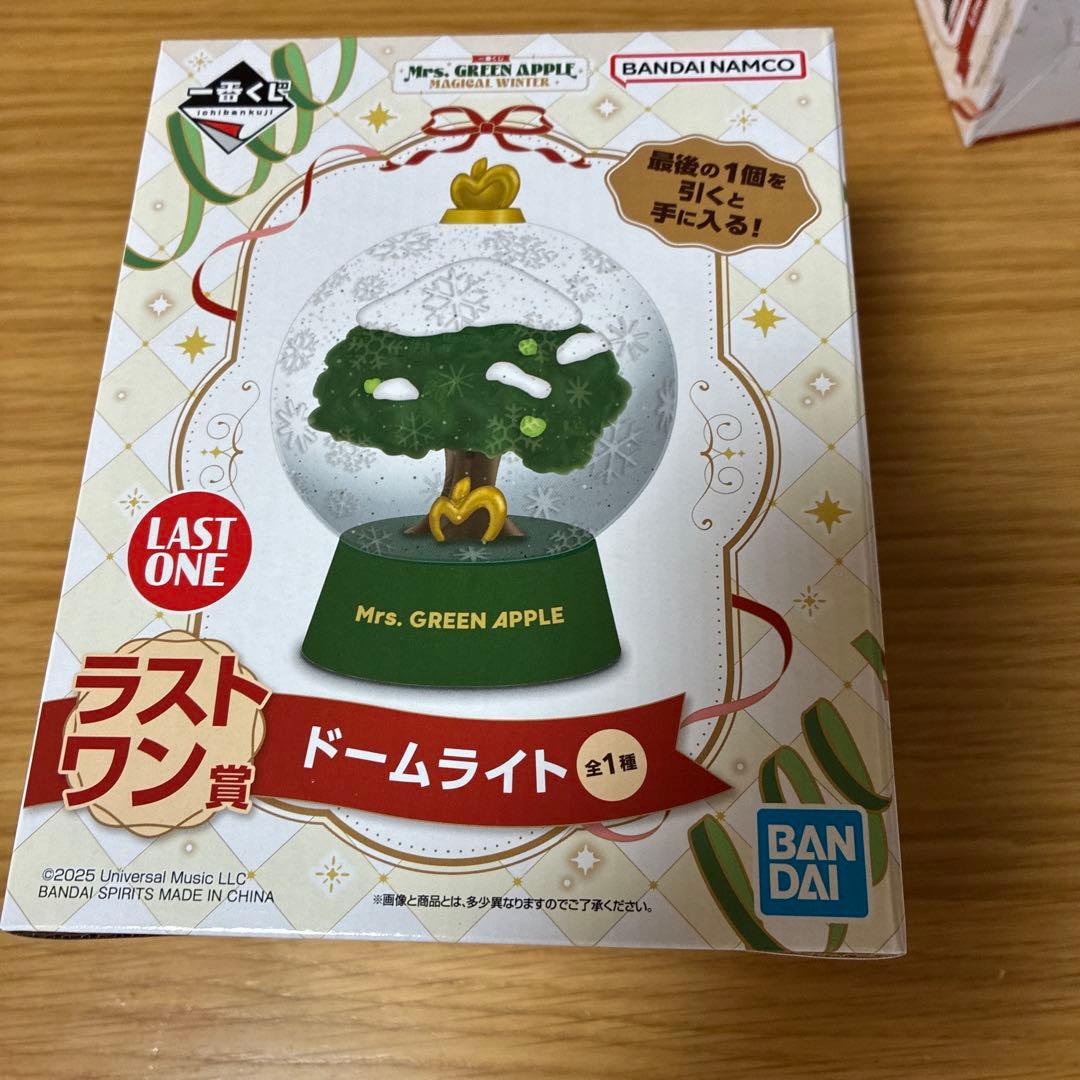 一番くじ
ichibankuji
一番くじ
Mrs. GREEN APPLE
MAGICAL WINTER
BANDAI NAMCO
最後の1個を
引くと
手に入る!
Mrs. GREEN APPLE
LAST
ONE
ラスト
ワン賞
ドームライト
全1種
©2025 Universal Music LLC
BANDAI SPIRITS MADE IN CHINA
※画像と商品とは、多少異なりますのでご了承ください。
BAN
DAI